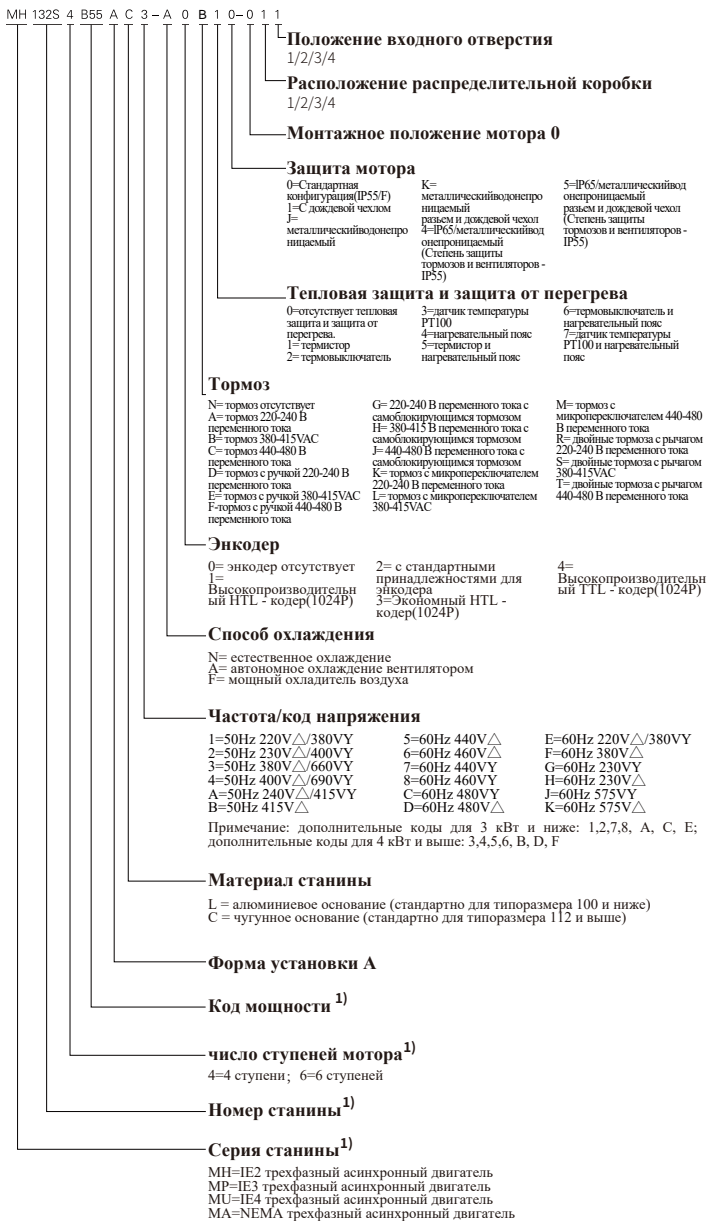 MH 132S 4 B55 A C 3 - A 0 B 1 0-0 1 1
Положение входного отверстия
1/2/3/4
Расположение распределительной коробки
1/2/3/4
Монтажное положение мотора 0
Защита мотора
0=Стандартная
конфигурация(IP55/F)
1=С дождевой чехлом
J=
металлическийводонепро
ницаемый
K=
металлическийводонепро
ницаемый
разъем и дождевой чехол
4=IP65/металлическийвод
онепроницаемый
(Степень защиты
тормозов и вентиляторов -
IP55)
5=IP65/металлическийвод
онепроницаемый
разъем и дождевой чехол
(Степень защиты
тормозов и вентиляторов -
IP55)
Тепловая защита и защита от перегрева
0=отсутствует тепловая
защита и защита от
перегрева.
1= термистор
2= термовыключатель
3=датчик температуры
PT100
4=нагревательный пояс
5=термистор и
нагревательный пояс
6=термовыключатель и
нагревательный пояс
7=датчик температуры
PT100 и нагревательный
пояс
Тормоз
N= тормоз отсутствует
A= тормоз 220-240 В
переменного тока
B= тормоз 380-415VAC
C= тормоз 440-480 В
переменного тока
D= тормоз с ручкой 220-240 В
переменного тока
E= тормоз с ручкой 380-415VAC
F-тормоз с ручкой 440-480 В
переменного тока
G= 220-240 В переменного тока с
самоблокирующимся тормозом
H= 380-415 В переменного тока с
самоблокирующимся тормозом
J= 440-480 В переменного тока с
самоблокирующимся тормозом
K= тормоз с микропереключателем
220-240 В переменного тока
L= тормоз с микропереключателем
380-415VAC
M= тормоз с
микропереключателем 440-480
В переменного тока
R= двойные тормоза с рычагом
220-240 В переменного тока
S= двойные тормоза с рычагом
380-415VAC
T= двойные тормоза с рычагом
440-480 В переменного тока
Энкодер
0= энкодер отсутствует
1=
Высокопроизводительн
ый HTL - кодер(1024P)
2= с стандартными
принадлежностями для
энкодера
3=Экономный HTL -
кодер(1024P)
4=
Высокопроизводительн
ый TTL - кодер(1024P)
Способ охлаждения
N= естественное охлаждение
A= автономное охлаждение вентилятором
F= мощный охладитель воздуха
Частота/код напряжения
1=50Hz 220V△/380VY
2=50Hz 230V△/400VY
3=50Hz 380V△/660VY
4=50Hz 400V△/690VY
A=50Hz 240V△/415VY
B=50Hz 415V△
5=60Hz 440V△
6=60Hz 460V△
7=60Hz 440VY
8=60Hz 460VY
C=60Hz 480VY
D=60Hz 480V△
E=60Hz 220V△/380VY
F=60Hz 380V△
G=60Hz 230VY
H=60Hz 230V△
J=60Hz 575VY
K=60Hz 575V△
Примечание: дополнительные коды для 3 кВт и ниже: 1,2,7,8, A, C, E;
дополнительные коды для 4 кВт и выше: 3,4,5,6, B, D, F
Материал станины
L = алюминиевое основание (стандартно для типоразмера 100 и ниже)
C = чугунное основание (стандартно для типоразмера 112 и выше)
Форма установки A
Код мощности 1)
число ступеней мотора1)
4=4 ступени; 6=6 ступеней
Номер станины1)
Серия станины1)
MH=IE2 трехфазный асинхронный двигатель
MP=IE3 трехфазный асинхронный двигатель
MU=IE4 трехфазный асинхронный двигатель
MA=NEMA трехфазный асинхронный двигатель